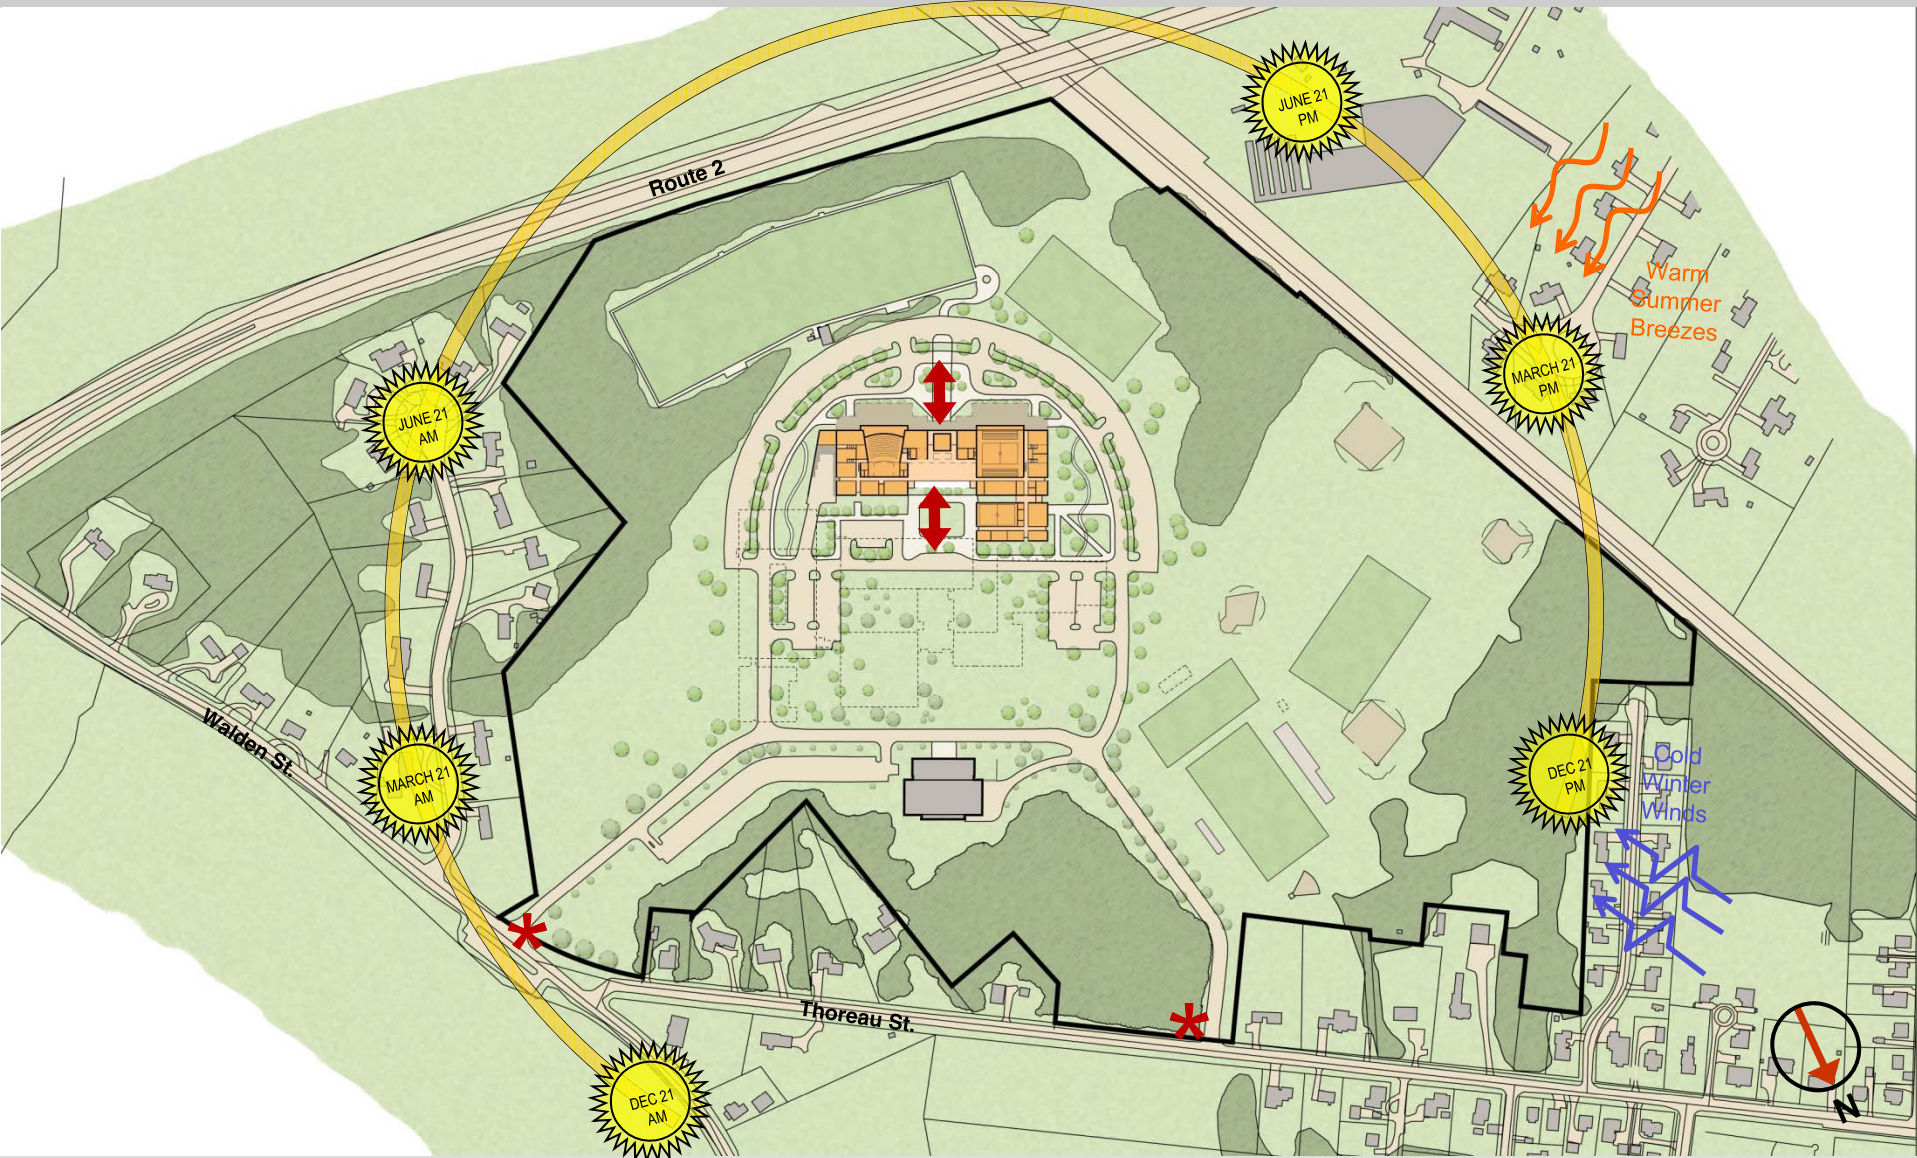 JUNE 21
PM
Route 2
Warm
Summer
Breezes
MARCH 21
PM
JUNE 21
AM
Walden St.
MARCH 21
AM
DEC 21
PM
Cold
Winter
Winds
Thoreau St.
DEC 21
AM
N